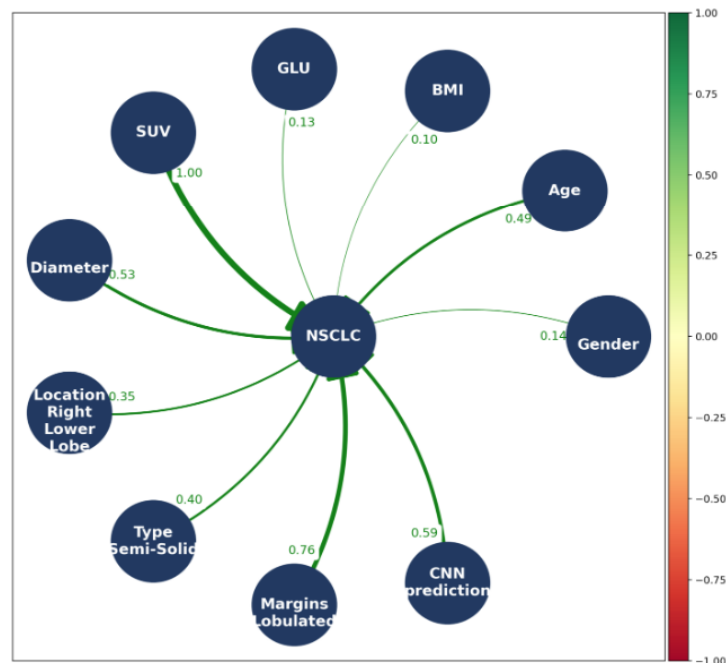 GLU
0.13
BMI
0.10
SUV
1.00
Age
0.49
Diameter
0.53
NSCLC
Gender
0.14
Location
Right
Lower
Lobe
0.35
Type
Semi-Solid
0.40
Margins
Lobulated
0.76
CNN
prediction
0.59
1.00
0.75
0.50
0.25
0.00
−0.25
−0.50
−0.75
−1.00